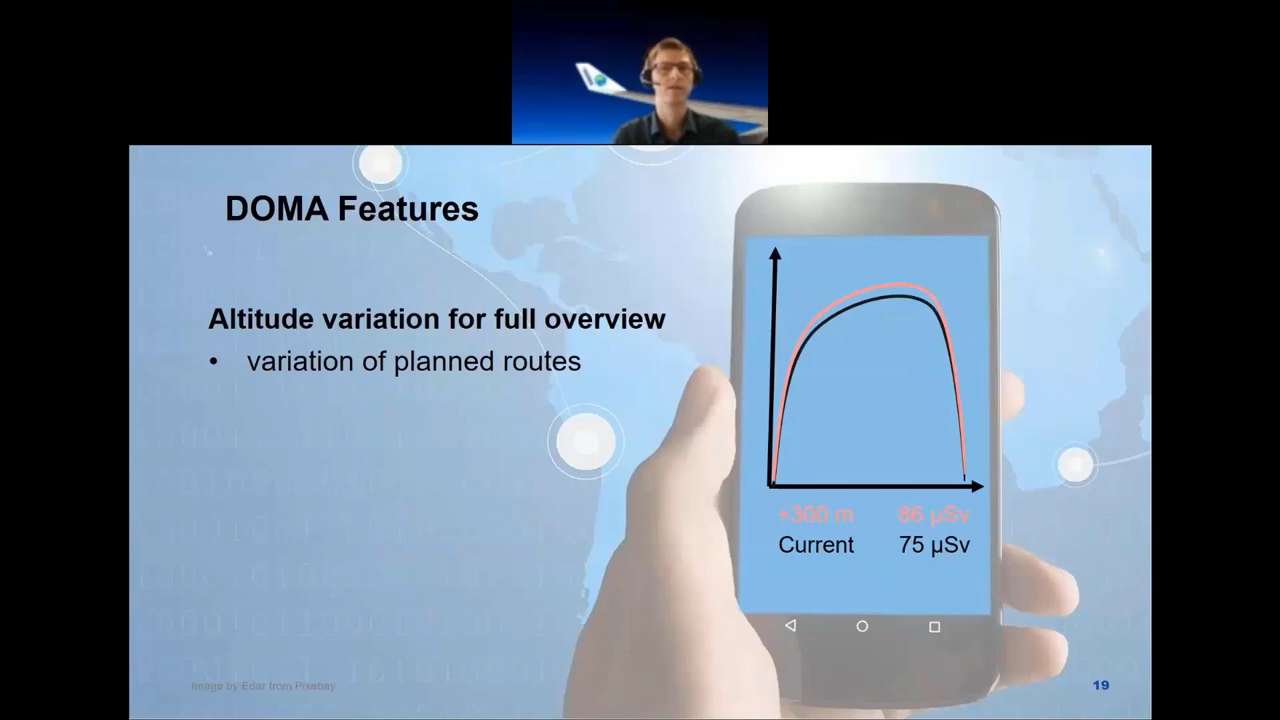 DOMA Features
Altitude variation for full overview
• variation of planned routes
+300 m 86 µSv
Current 75 µSv
Image by Edar from Pixabay
19